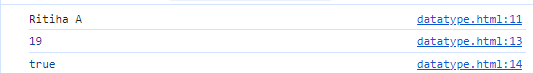 Ritiha A datatype.html:11
19 datatype.html:13
true datatype.html:14